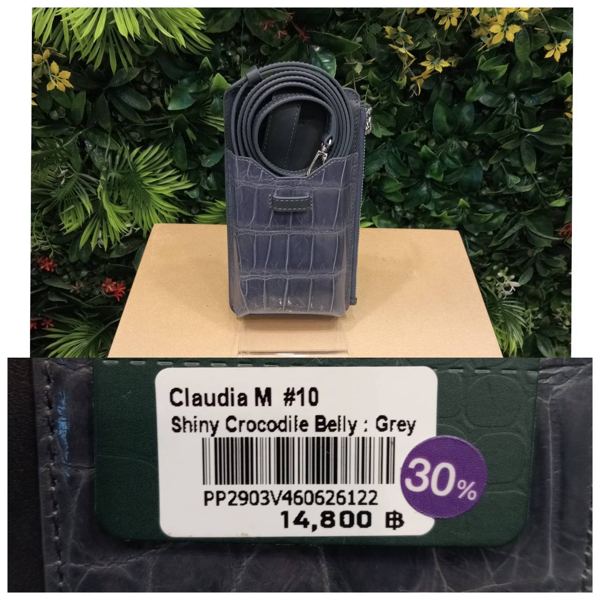 Claudia M #10
Shiny Crocodile Belly : Grey
PP2903V460626122
14,800 ฿
30%